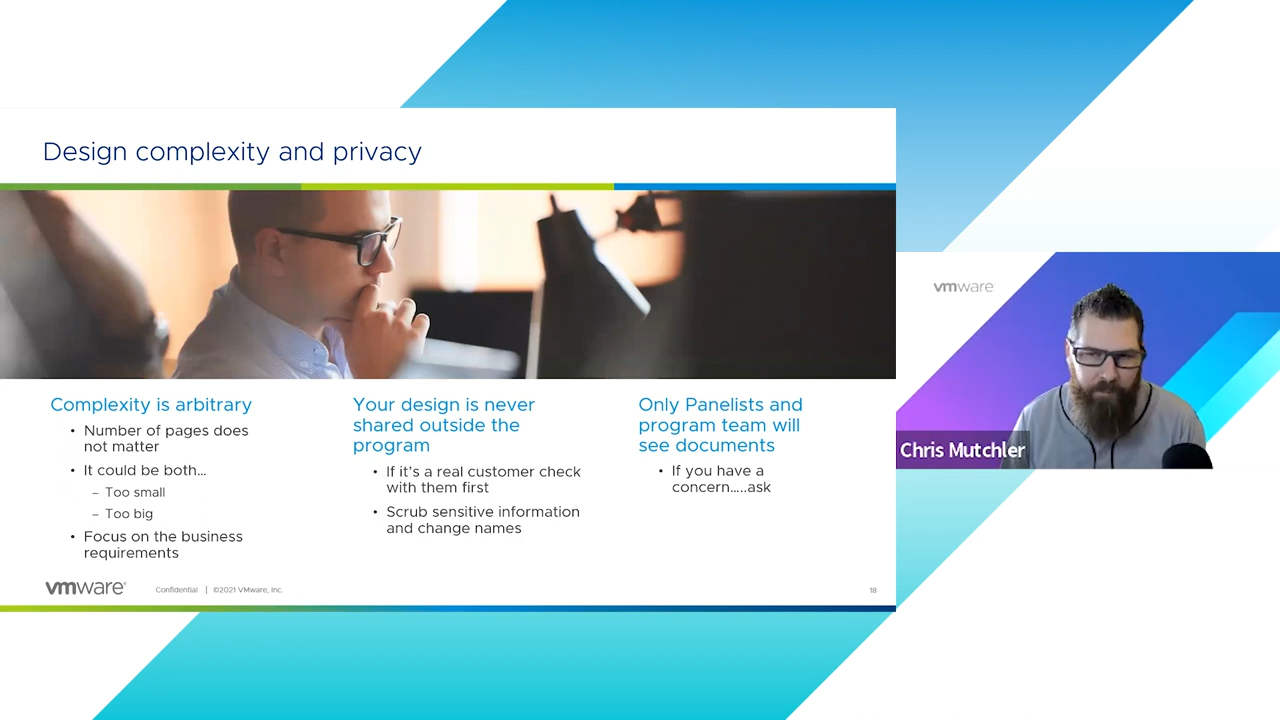 Design complexity and privacy
Complexity is arbitrary
• Number of pages does
not matter
• It could be both...
– Too small
– Too big
• Focus on the business
requirements
Your design is never
shared outside the
program
• If it's a real customer check
with them first
• Scrub sensitive information
and change names
Only Panelists and
program team will
see documents
• If you have a
concern.....ask
vmware®
Confidential | ©2021 VMware, Inc.
18
vmware
Chris Mutchler